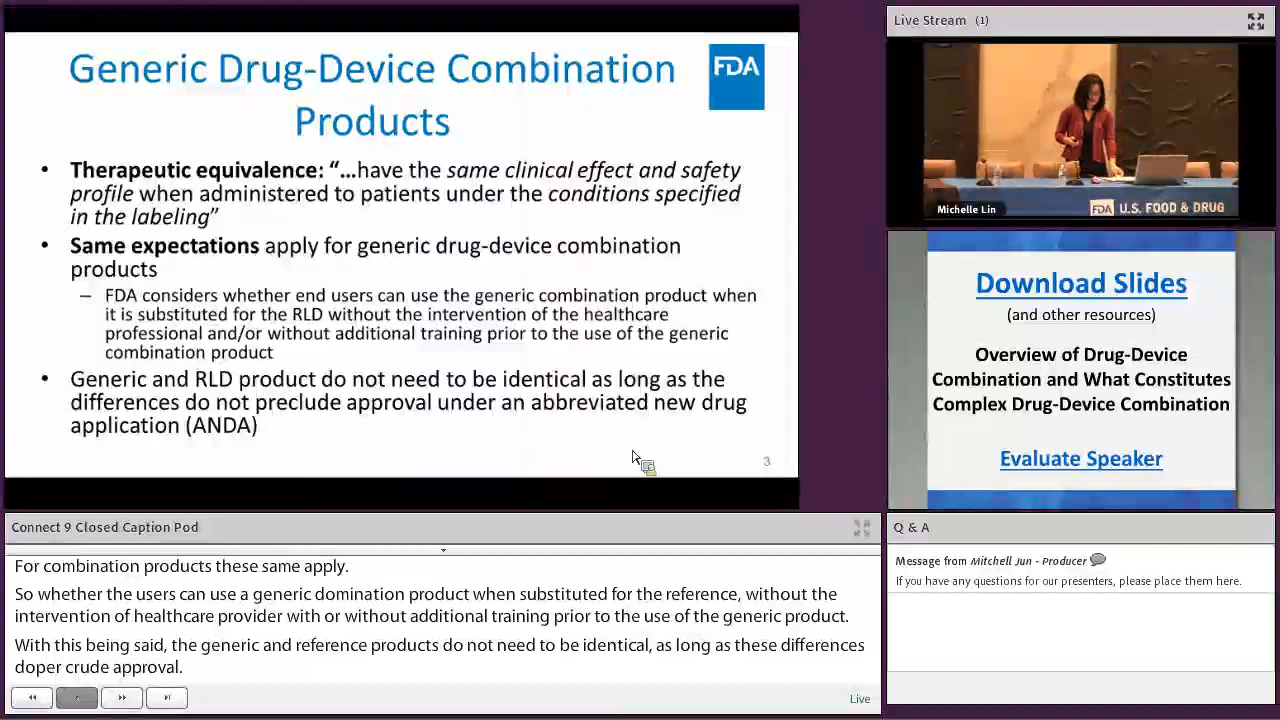 Generic Drug-Device Combination
Products
FDA
• Therapeutic equivalence: “…have the same clinical effect and safety
profile when administered to patients under the conditions specified
in the labeling”
• Same expectations apply for generic drug-device combination
products
– FDA considers whether end users can use the generic combination product when
it is substituted for the RLD without the intervention of the healthcare
professional and/or without additional training prior to the use of the generic
combination product
• Generic and RLD product do not need to be identical as long as the
differences do not preclude approval under an abbreviated new drug
application (ANDA)
3
Live Stream (1)
Michelle Lin
FDA U.S. FOOD & DRUG
Download Slides
(and other resources)
Overview of Drug-Device
Combination and What Constitutes
Complex Drug-Device Combination
Evaluate Speaker
Connect 9 Closed Caption Pod
For combination products these same apply.
So whether the users can use a generic domination product when substituted for the reference, without the
intervention of healthcare provider with or without additional training prior to the use of the generic product.
With this being said, the generic and reference products do not need to be identical, as long as these differences
doper crude approval.
Live
Q & A
Message from Mitchell Jun - Producer
If you have any questions for our presenters, please place them here.